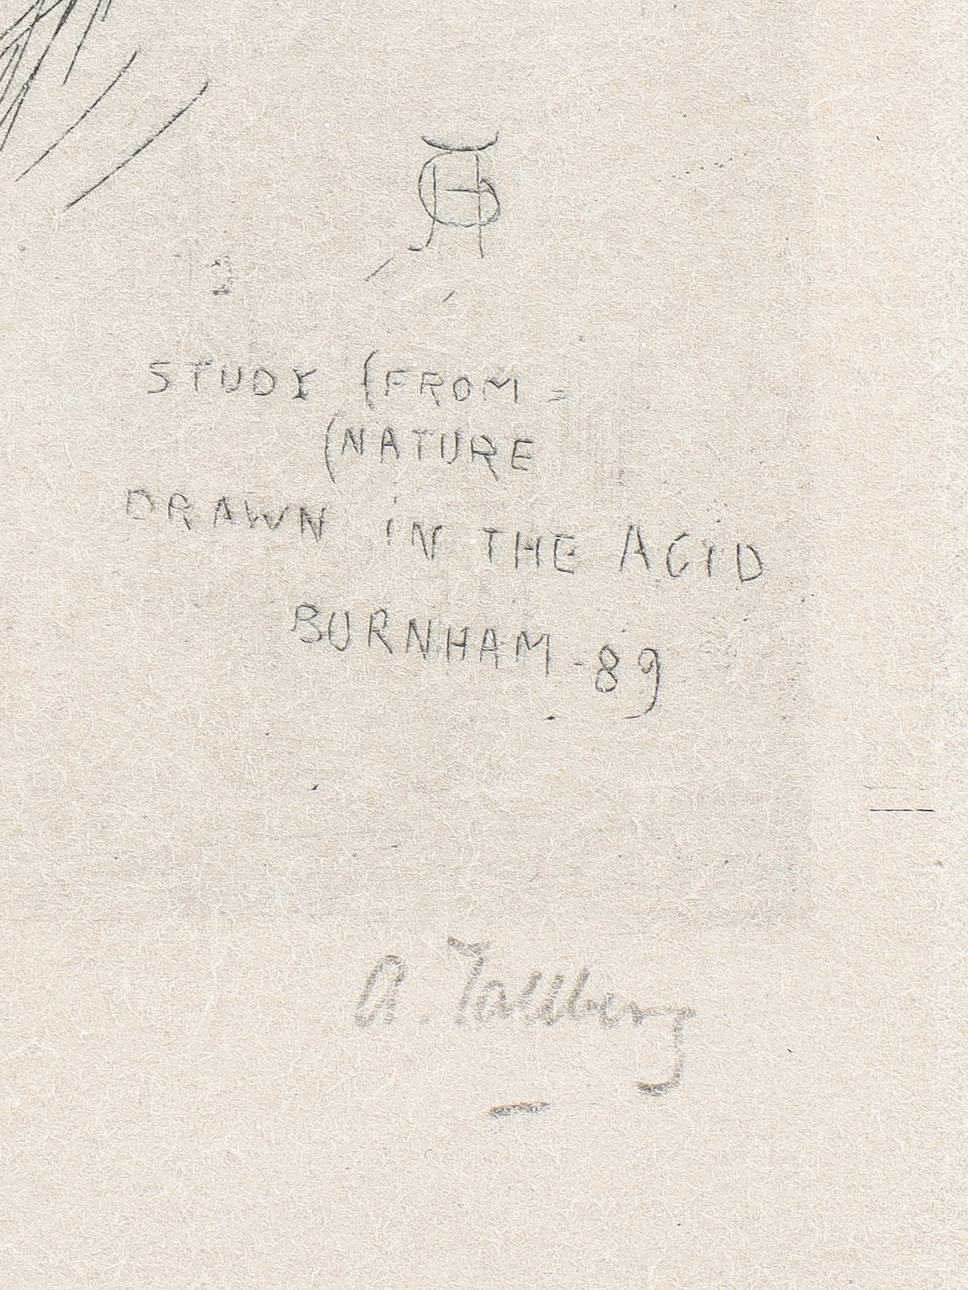 STUDY (FROM =
(NATURE
DRAWN IN THE ACID
BURNHAM - 89
A. Tallberg